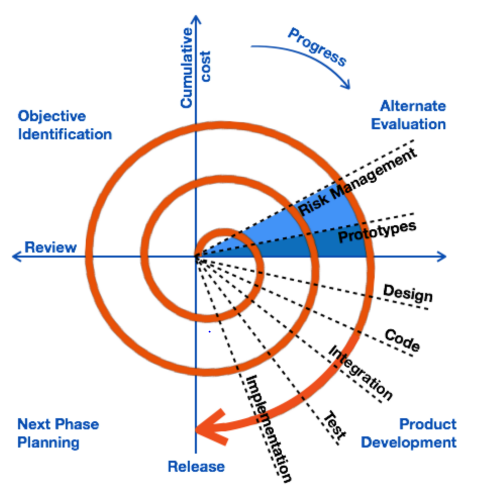 Cumulative
cost
Progress
Objective
Identification
Alternate
Evaluation
Risk Management
Prototypes
Review
Design
Code
Integration
Test
Implementation
Next Phase
Planning
Product
Development
Release